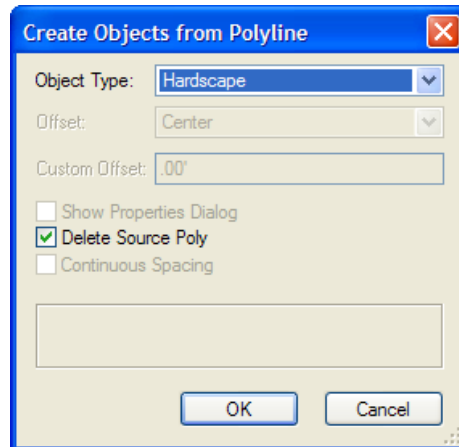 Create Objects from Polyline
Object Type: Hardscape
Offset: Center
Custom Offset: .00'
Show Properties Dialog
Delete Source Poly
Continuous Spacing
OK Cancel